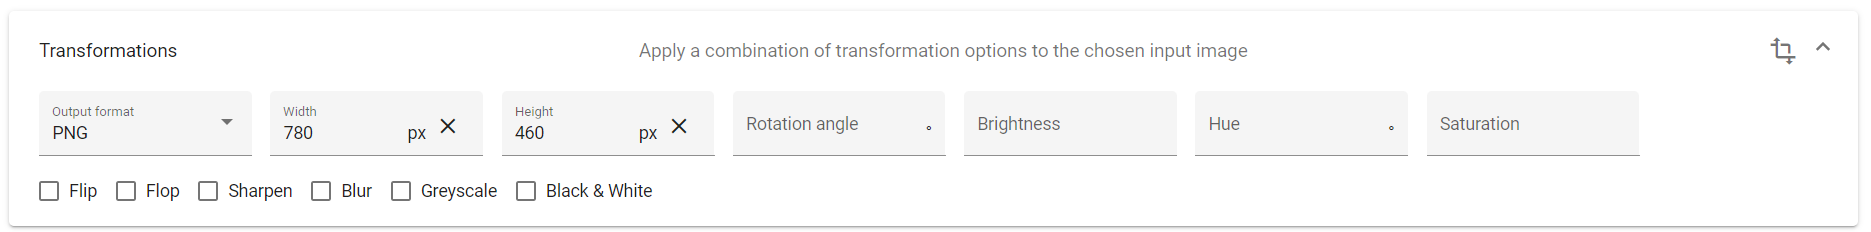 Transformations Apply a combination of transformation options to the chosen input image
Output format Width Height
PNG 780 px 460 px Rotation angle ° Brightness Hue ° Saturation
Flip Flop Sharpen Blur Greyscale Black & White